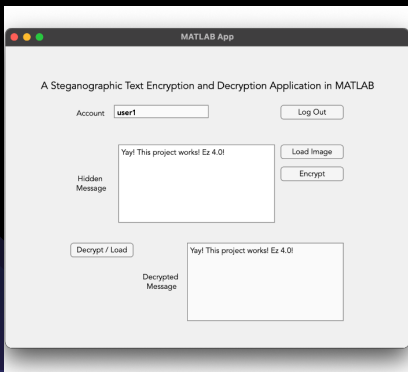 MATLAB App
A Steganographic Text Encryption and Decryption Application in MATLAB
Account
user1
Log Out
Yay! This project works! Ez 4.0!
Load Image
Encrypt
Hidden
Message
Decrypt / Load
Yay! This project works! Ez 4.0!
Decrypted
Message